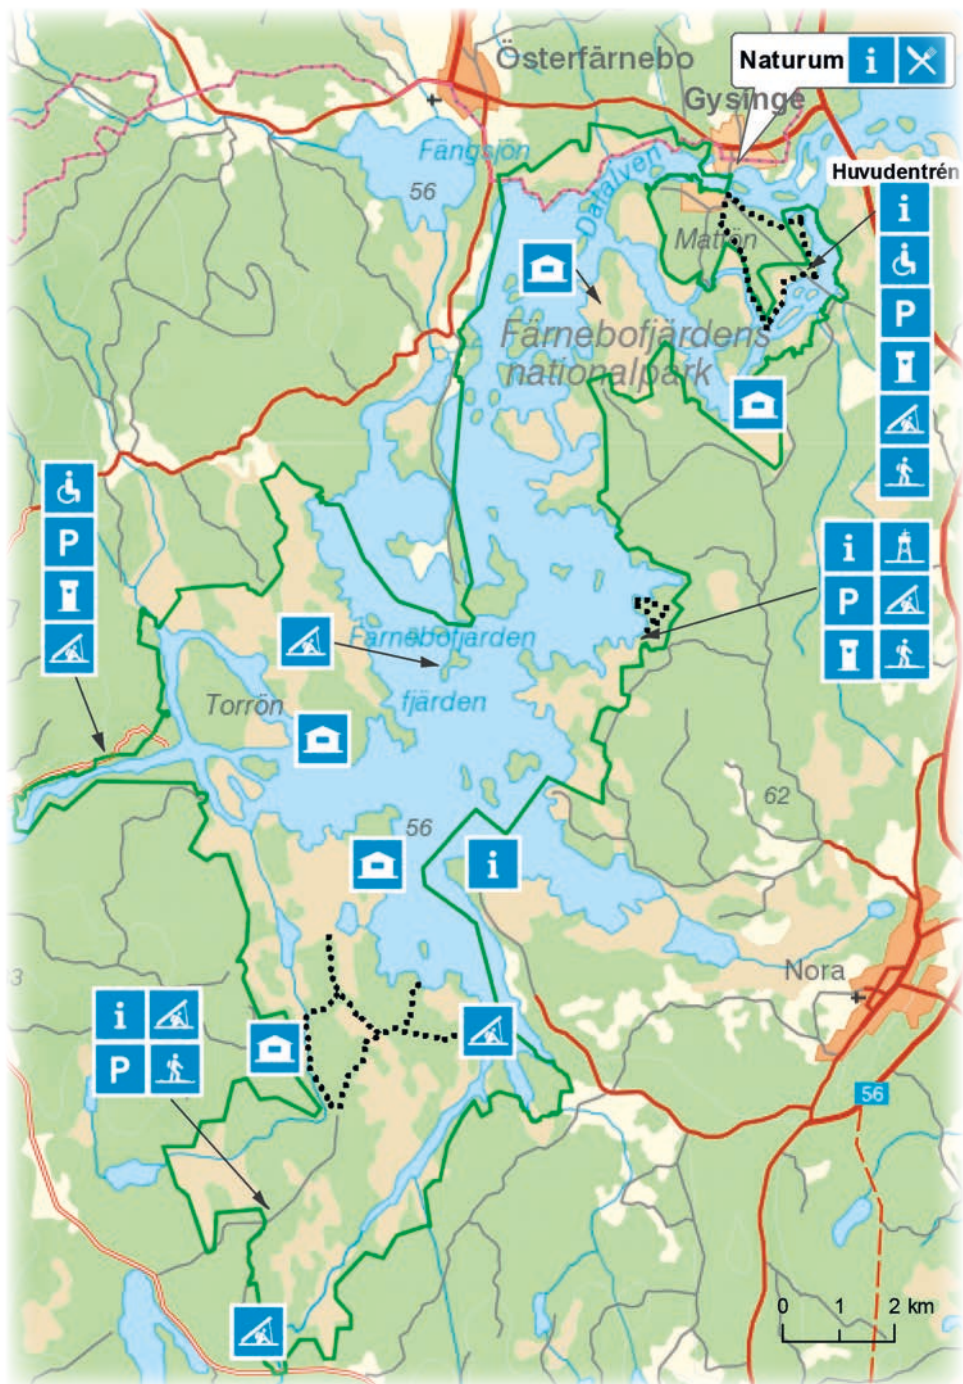 Österfärnebo
Naturum i
Gysinge
Fängsjön
56
Dalälven
Huvudentrén
i
P
Mattön
Färnebofjärdens
nationalpark
P
i
P
Färnebofjärden
fjärden
Torrön
62
56
i
Nora
3
i
P
56
0 1 2 km